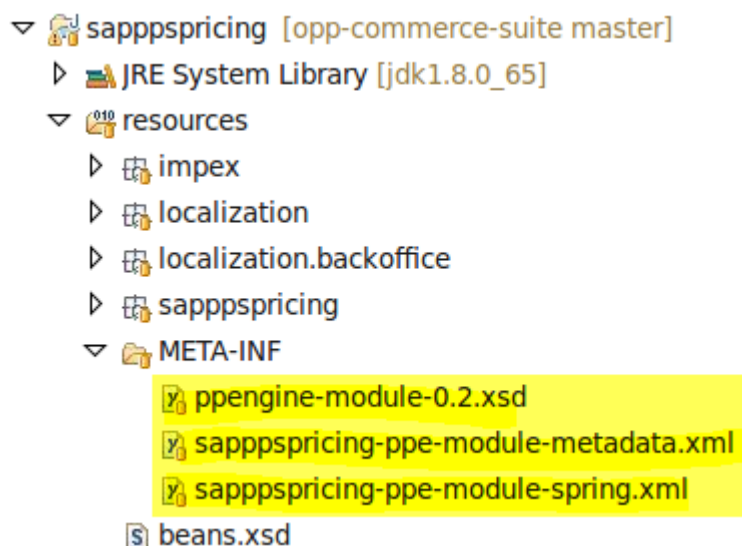 sapppspricing [opp-commerce-suite master]
JRE System Library [jdk1.8.0_65]
resources
impex
localization
localization.backoffice
sapppspricing
META-INF
ppengine-module-0.2.xsd
sapppspricing-ppe-module-metadata.xml
sapppspricing-ppe-module-spring.xml
beans.xsd